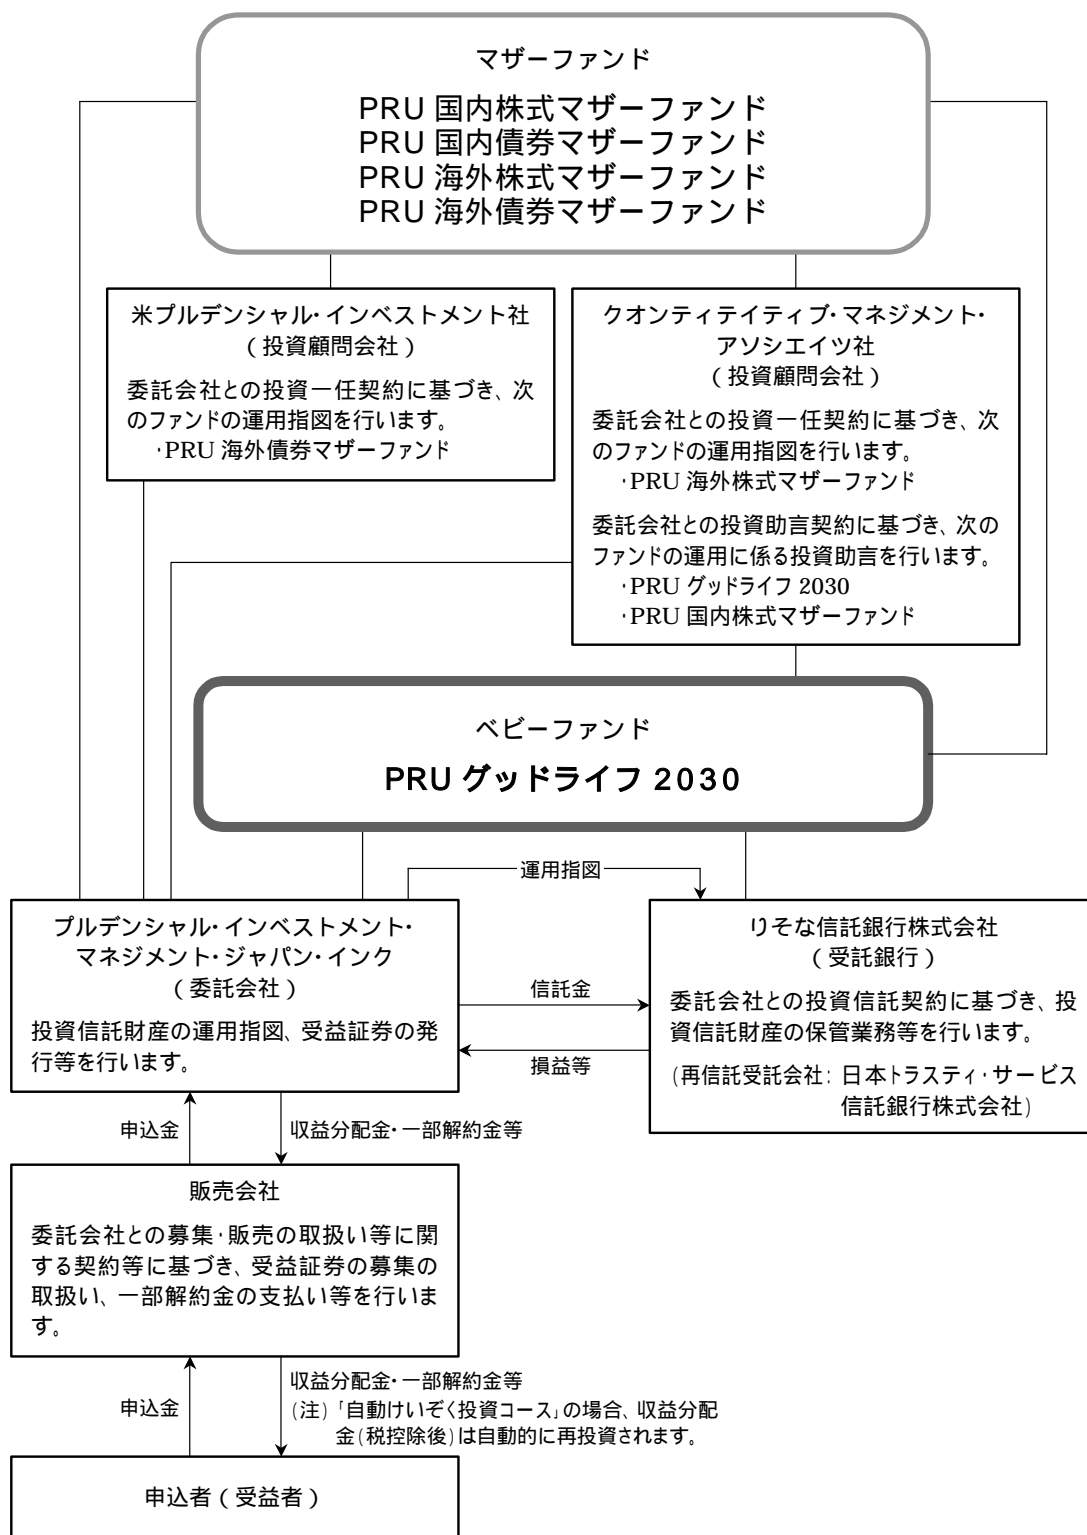 マザーファンド
PRU 国内株式マザーファンド
PRU 国内債券マザーファンド
PRU 海外株式マザーファンド
PRU 海外債券マザーファンド
米プルデンシャル・インベストメント社
(投資顧問会社)
委託会社との投資一任契約に基づき、次
のファンドの運用指図を行います。
・PRU 海外債券マザーファンド
クオンティテイティブ・マネジメント・
アソシエイツ社
(投資顧問会社)
委託会社との投資一任契約に基づき、次
のファンドの運用指図を行います。
・PRU 海外株式マザーファンド
委託会社との投資助言契約に基づき、次の
ファンドの運用に係る投資助言を行います。
・PRU グッドライフ 2030
・PRU 国内株式マザーファンド
ベビーファンド
PRU グッドライフ 2030
運用指図
プルデンシャル・インベストメント・
マネジメント・ジャパン・インク
(委託会社)
投資信託財産の運用指図、受益証券の発
行等を行います。
信託金
損益等
りそな信託銀行株式会社
(受託銀行)
委託会社との投資信託契約に基づき、投
資信託財産の保管業務等を行います。
(再信託受託会社: 日本トラスティ・サービス
信託銀行株式会社)
申込金
収益分配金・一部解約金等
販売会社
委託会社との募集・販売の取扱い等に関
する契約等に基づき、受益証券の募集の
取扱い、一部解約金の支払い等を行いま
す。
申込金
収益分配金・一部解約金等
(注)「自動けいぞく投資コース」の場合、収益分配
金(税控除後)は自動的に再投資されます。
申込者(受益者)